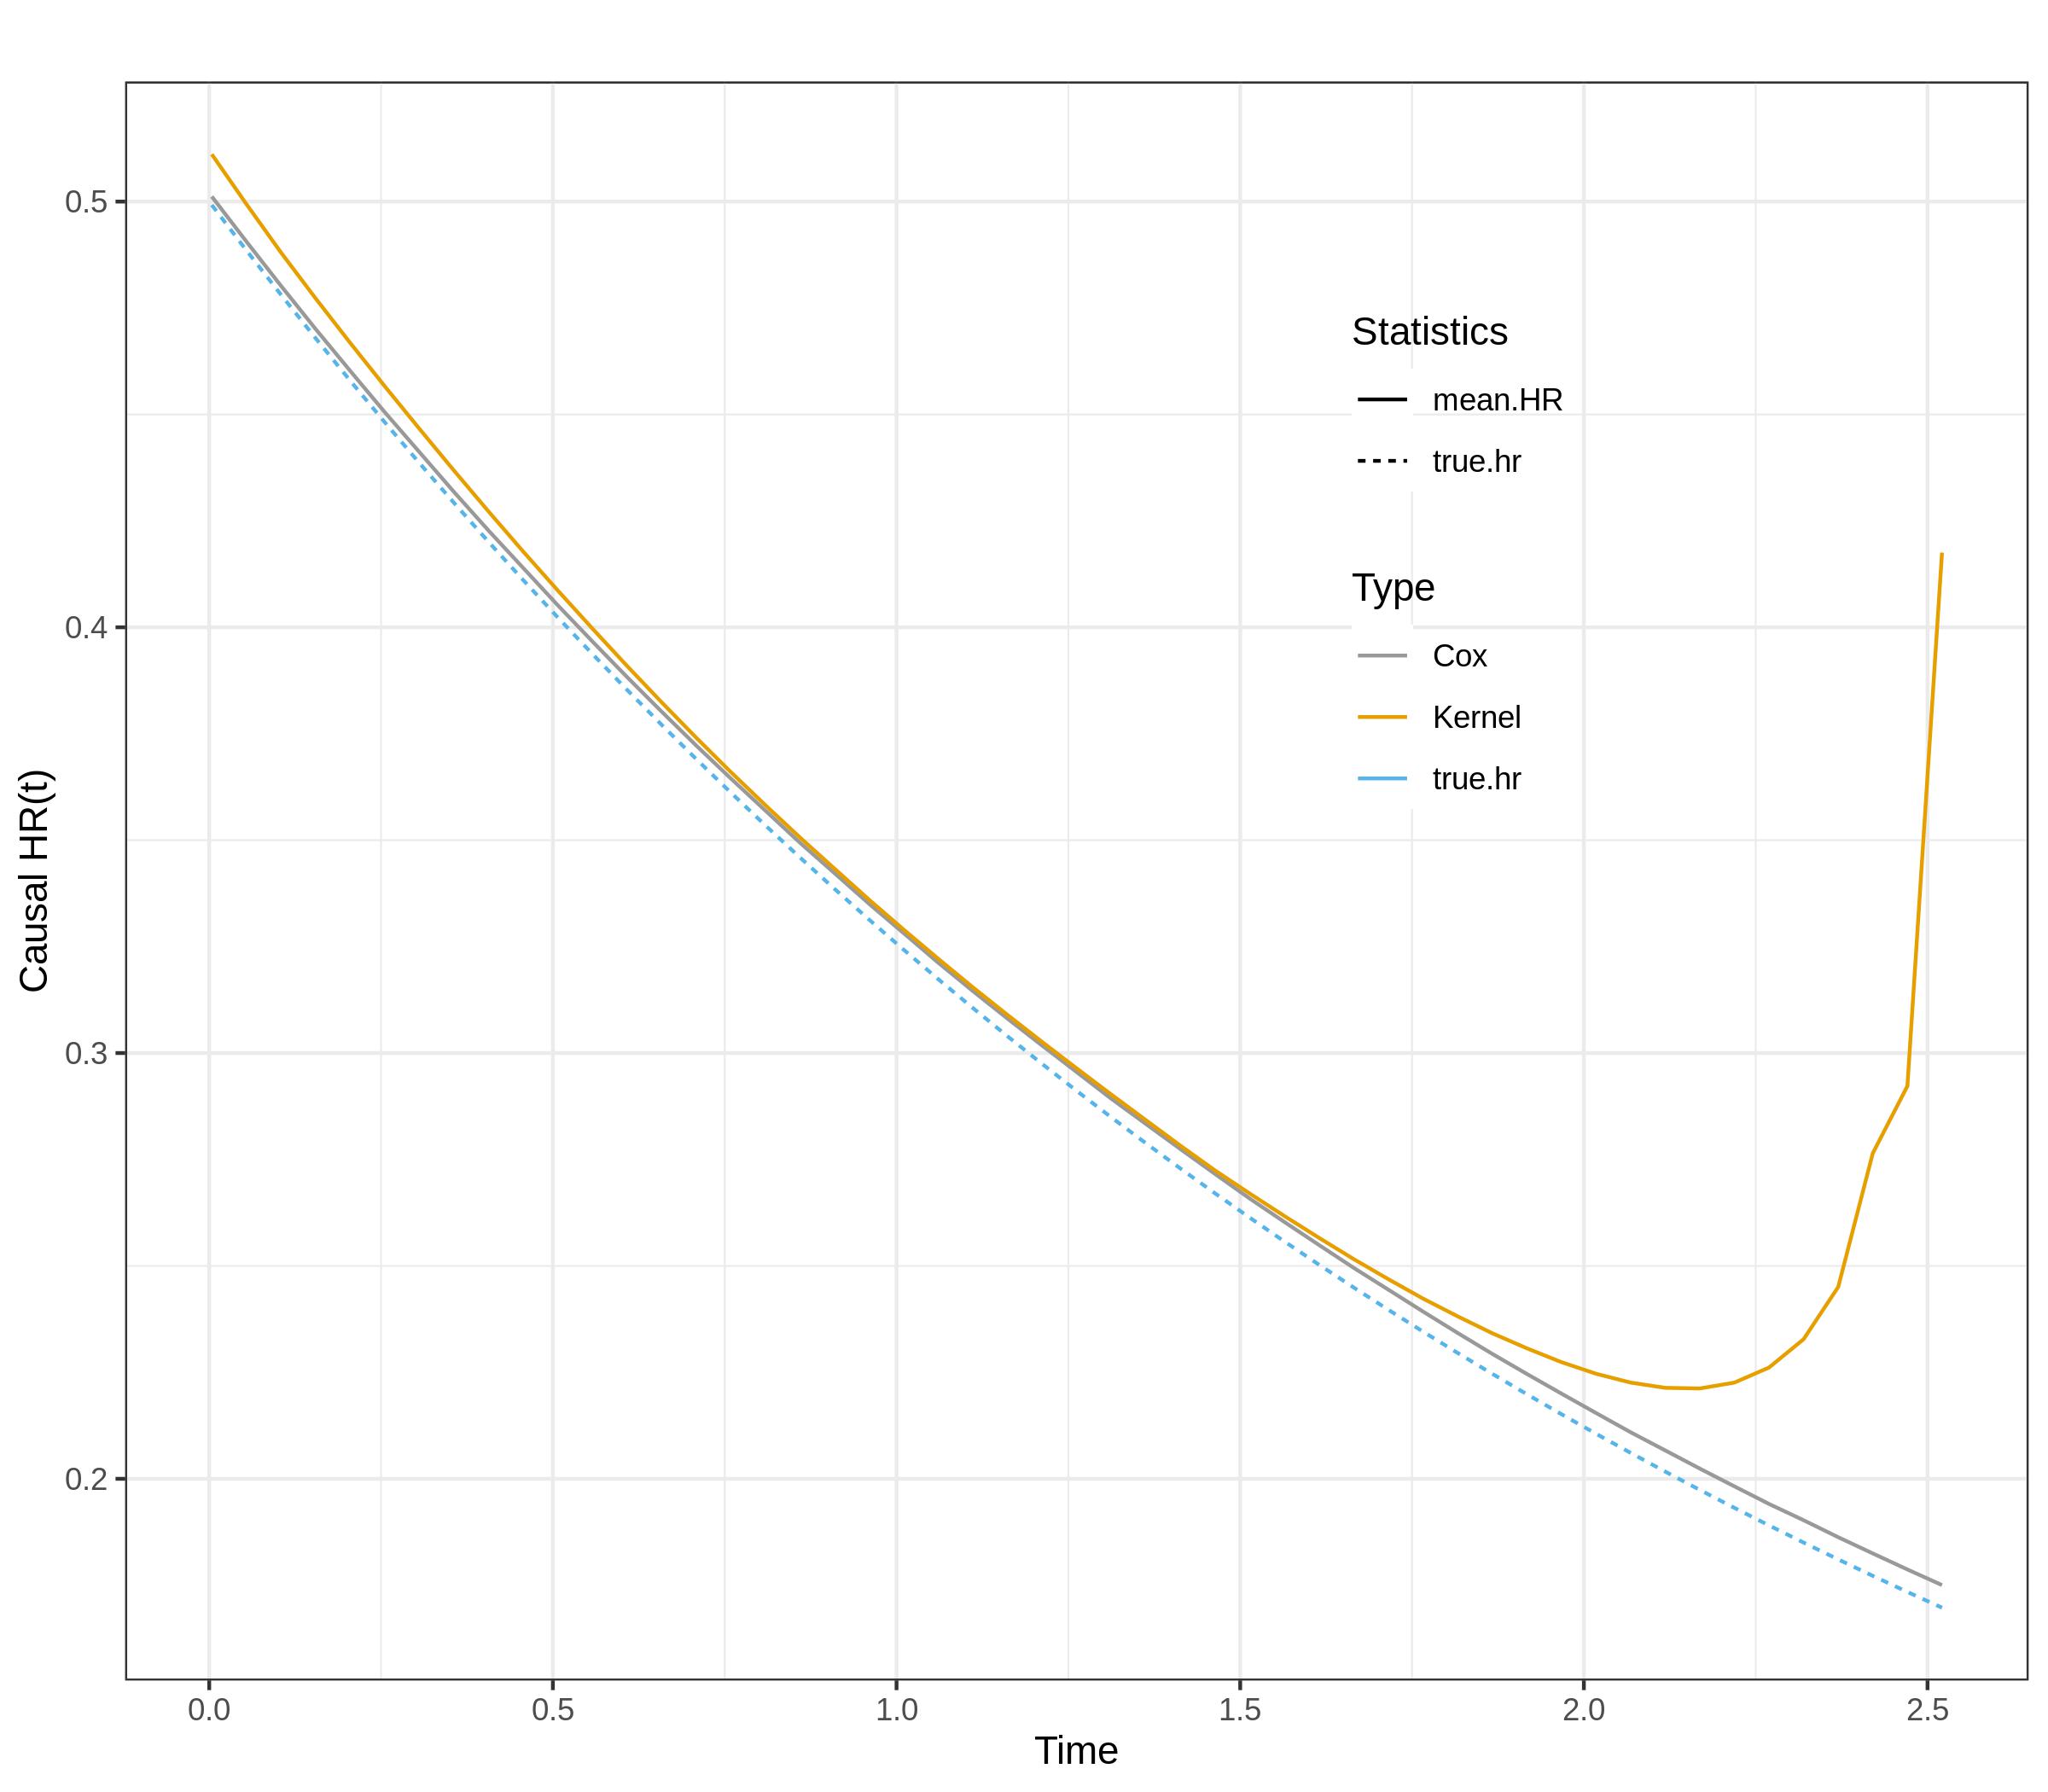 0.5
0.4
0.3
0.2
Causal HR(t)
Statistics
mean.HR
true.hr
Type
Cox
Kernel
true.hr
0.0 0.5 1.0 1.5 2.0 2.5
Time